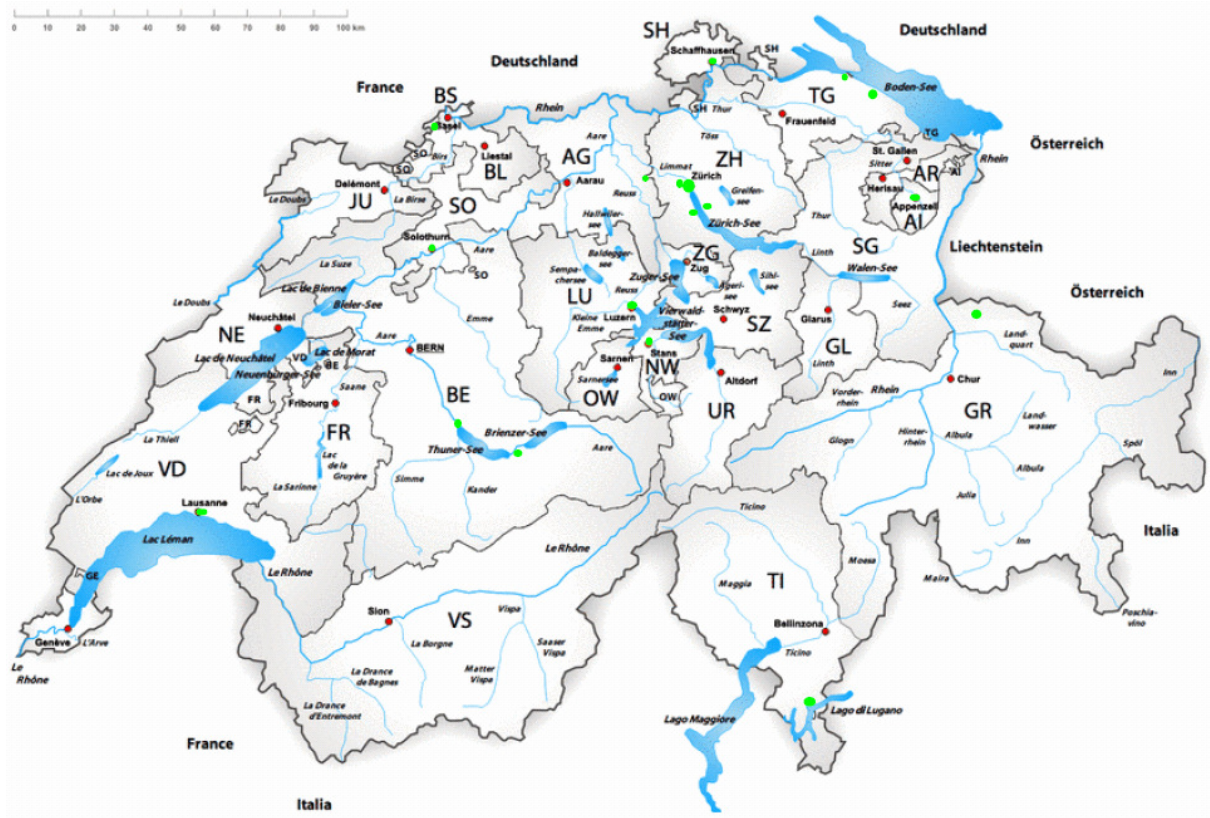 0 10 20 30 40 50 60 70 80 90 100 km
SH
Schaffhausen
SH
Deutschland
Deutschland
France
BS
Basel
Rhein
SH
Thur
TG
Boden-See
Frauenfeld
TG
Österreich
Aare
Töss
SO
SO
Birs
Liestal
BL
AG
ZH
St. Gallen
Sitter
AR
AI
Rhein
Limmat
Zürich
Greifen-
see
Herisau
Appenzell
AI
Delémont
JU
La Birse
Le Doubs
SO
Aarau
Reuss
Hallwiler-
see
Zürich-See
Thur
Solothurn
Aare
SO
Baldegger-
see
ZG
Zug
Zuger-See
Linth
SG
Walen-See
Liechtenstein
La Suze
Lac de Bienne
Bieler-See
Sempa-
chersee
LU
Reuss
Ägeri-
see
Sihl-
see
Seez
Österreich
Le Doubs
Neuchâtel
NE
Emme
Luzern
Kleine
Emme
Vierwald-
stätter-
See
Schwyz
SZ
Glarus
GL
Linth
Land-
quart
Lac de Neuchâtel
Neuenburger-See
VD
Lac de Morat
BE
Aare
BERN
Saane
Stans
NW
Sarnen
Sarnersee
OW
OW
Altdorf
UR
Vorder-
rhein
Rhein
Chur
Inn
FR
FR
Fribourg
FR
BE
GR
La Thiell
Thuner-See
Brienzer-See
Aare
Glogn
Hinter-
rhein
Albula
Land-
wasser
Spöl
VD
Lac de Joux
L'Orbe
Lac
de la
Gruyère
La Sarinne
Simme
Kander
Albula
Julia
Lausanne
Lac Léman
Ticino
Inn
Italia
GE
Le Rhône
Le Rhône
TI
Maggia
Moesa
Maira
Poschia-
vino
Genève
L'Arve
Le
Rhône
Sion
VS
Vispa
La Borgne
Saaser
Vispa
Matter
Vispa
Bellinzona
Ticino
La Drance
de Bagnes
La Drance
d'Entremont
Lago Maggiore
Lago di Lugano
France
Italia